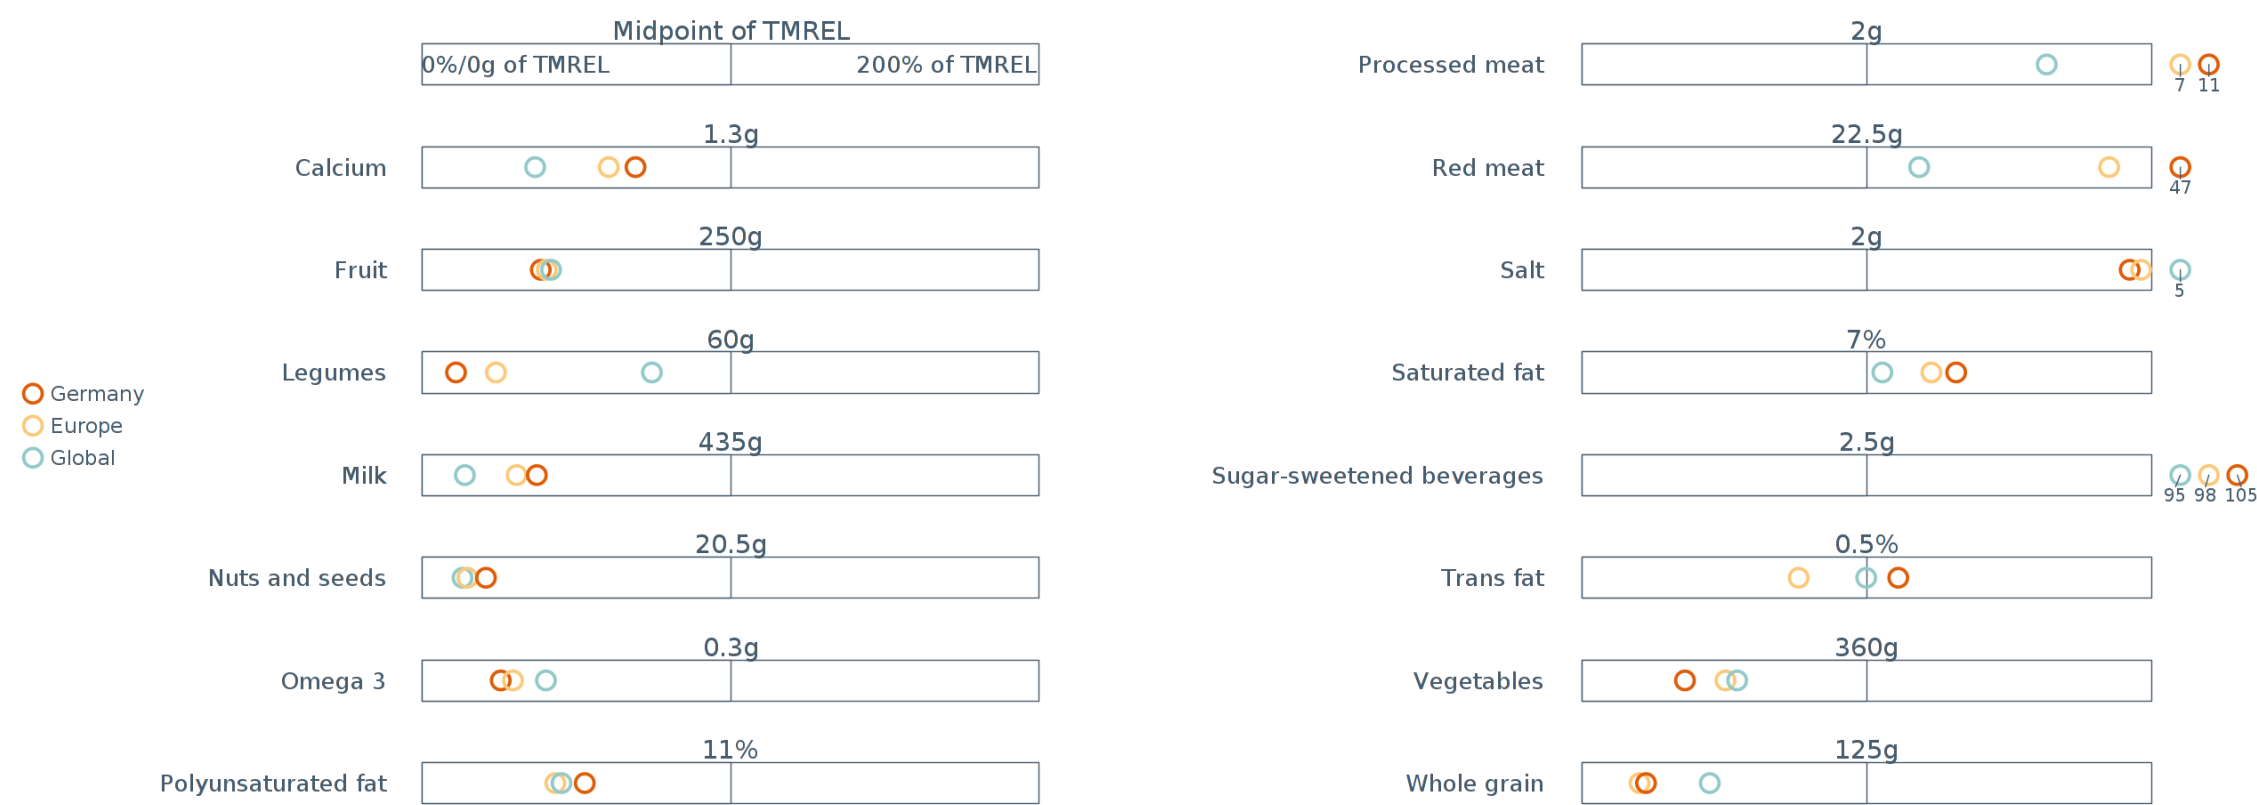 Midpoint of TMREL
0%/0g of TMREL 200% of TMREL
Calcium 1.3g
Fruit 250g
Legumes 60g
Milk 435g
Nuts and seeds 20.5g
Omega 3 0.3g
Polyunsaturated fat 11%
Germany
Europe
Global
Processed meat 2g
7 11
Red meat 22.5g
47
Salt 2g
5
Saturated fat 7%
Sugar-sweetened beverages 2.5g
95 98 105
Trans fat 0.5%
Vegetables 360g
Whole grain 125g